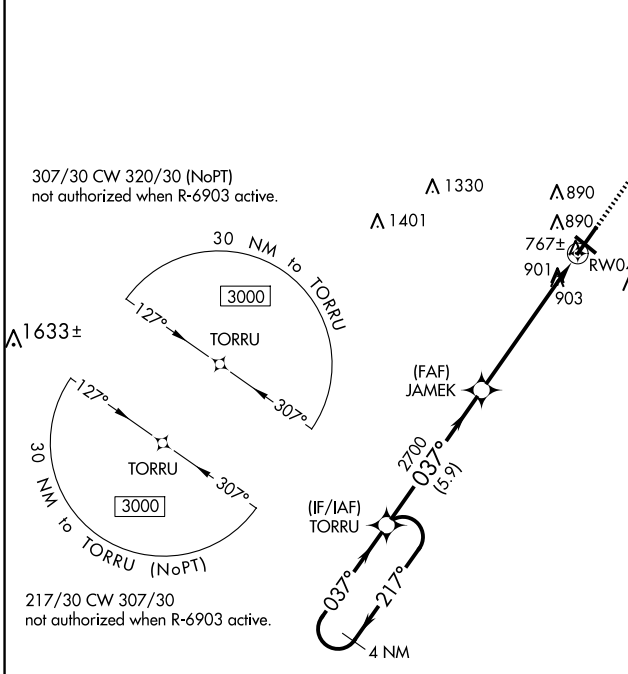 307/30 CW 320/30 (NoPT)
not authorized when R-6903 active.
1330
890
1401
890
767±
RW0
901
903
30 NM to TORRU
3000
127°
TORRU
307°
1633±
(FAF)
JAMEK
127°
307°
TORRU
3000
30 NM to TORRU (NoPT)
2700
037°
(5.9)
(IF/IAF)
TORRU
037°
217°
4 NM
217/30 CW 307/30
not authorized when R-6903 active.